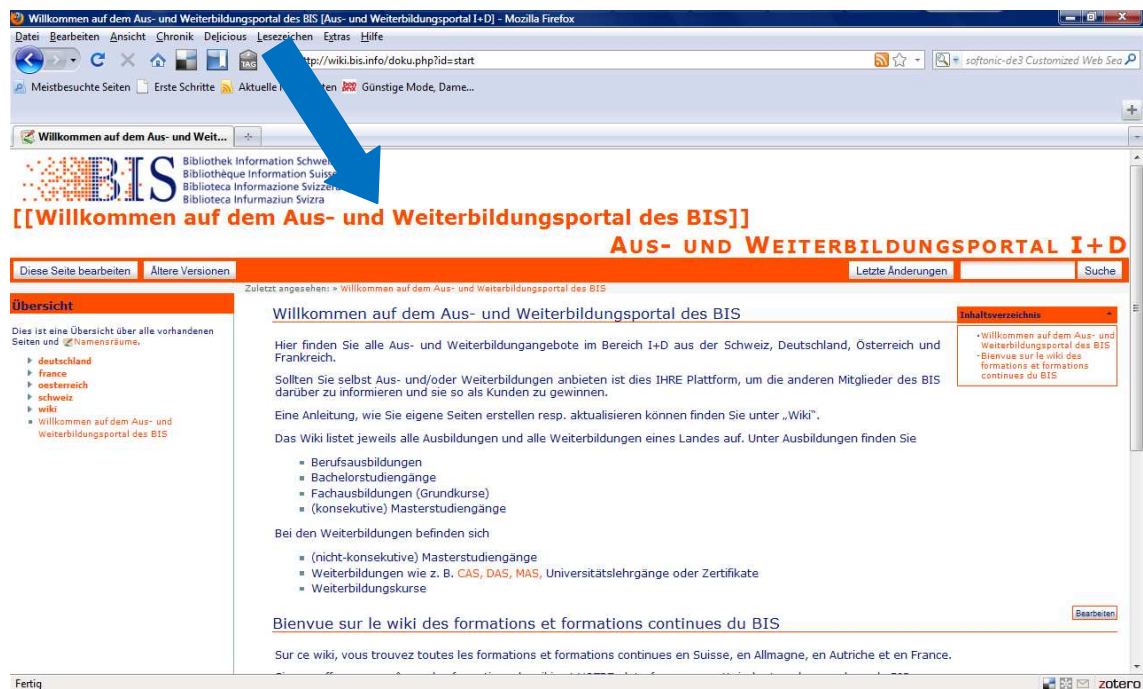 Willkommen auf dem Aus- und Weiterbildungsportal des BIS [Aus- und Weiterbildungsportal I+D] - Mozilla Firefox
Datei Bearbeiten Ansicht Chronik Delicious Lesezeichen Extras Hilfe
TAG ttp://wiki.bis.info/doku.php?id=start softonic-de3 Customized Web Sea
Meistbesuchte Seiten Erste Schritte Aktuelle ten Günstige Mode, Dame...
Willkommen auf dem Aus- und Weit...
BIS
Bibliothek Information Schwe
Bibliothèque Information Suisse
Biblioteca Informazione Svizzera
Biblioteca Infurmaziun Svizra
[[Willkommen auf dem Aus- und Weiterbildungsportal des BIS]]
AUS- UND WEITERBILDUNGSPORTAL I+D
Diese Seite bearbeiten Ältere Versionen Letzte Änderungen Suche
Zuletzt angesehen: » Willkommen auf dem Aus- und Weiterbildungsportal des BIS
Übersicht
Dies ist eine Übersicht über alle vorhandenen
Seiten und Namensräume.
deutschland
france
oesterreich
schweiz
wiki
Willkommen auf dem Aus- und
Weiterbildungsportal des BIS
Willkommen auf dem Aus- und Weiterbildungsportal des BIS
Hier finden Sie alle Aus- und Weiterbildungangebote im Bereich I+D aus der Schweiz, Deutschland, Österreich und
Frankreich.
Sollten Sie selbst Aus- und/oder Weiterbildungen anbieten ist dies IHRE Plattform, um die anderen Mitglieder des BIS
darüber zu informieren und sie so als Kunden zu gewinnen.
Eine Anleitung, wie Sie eigene Seiten erstellen resp. aktualisieren können finden Sie unter „Wiki“.
Das Wiki listet jeweils alle Ausbildungen und alle Weiterbildungen eines Landes auf. Unter Ausbildungen finden Sie
Berufsausbildungen
Bachelorstudiengänge
Fachausbildungen (Grundkurse)
(konsekutive) Masterstudiengänge
Bei den Weiterbildungen befinden sich
(nicht-konsekutive) Masterstudiengänge
Weiterbildungen wie z. B. CAS, DAS, MAS, Universitätslehrgänge oder Zertifikate
Weiterbildungskurse
Bearbeiten
Bienvue sur le wiki des formations et formations continues du BIS
Sur ce wiki, vous trouvez toutes les formations et formations continues en Suisse, en Allmagne, en Autriche et en France.
Inhaltsverzeichnis
Willkommen auf dem Aus- und
Weiterbildungsportal des BIS
Bienvue sur le wiki des
formations et formations
continues du BIS
Fertig zotero